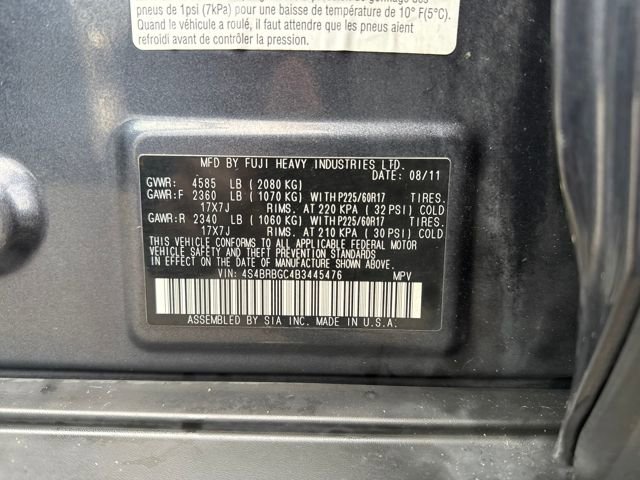 pneus de 1psi (7kPa) pour une
une baisse de température de 10° F(5°C).
Quand le véhicule a roulé, il faut attendre que les pneus aient
refroidi avant de contrôler la pression.
MFD BY FUJI HEAVY INDUSTRIES LTD.
DATE: 08/11
GVWR: 4585 LB ( 2080 KG)
GAWR:F 2360 LB ( 1070 KG) WITH P225/60R17 TIRES.
17X7J RIMS. AT 220 KPA ( 32 PSI) COLD
GAWR:R 2340 LB ( 1060 KG) WITH P225/60R17 TIRES.
17X7J RIMS. AT 210 KPA ( 30 PSI) COLD
THIS VEHICLE CONFORMS TO ALL APPLICABLE FEDERAL MOTOR
VEHICLE SAFETY AND THEFT PREVENTION STANDARDS
IN EFFECT ON THE DATE OF MANUFACTURE SHOWN ABOVE.
VIN: 4S4BRBGC4B3445476 MPV
ASSEMBLED BY SIA INC. MADE IN U.S.A.